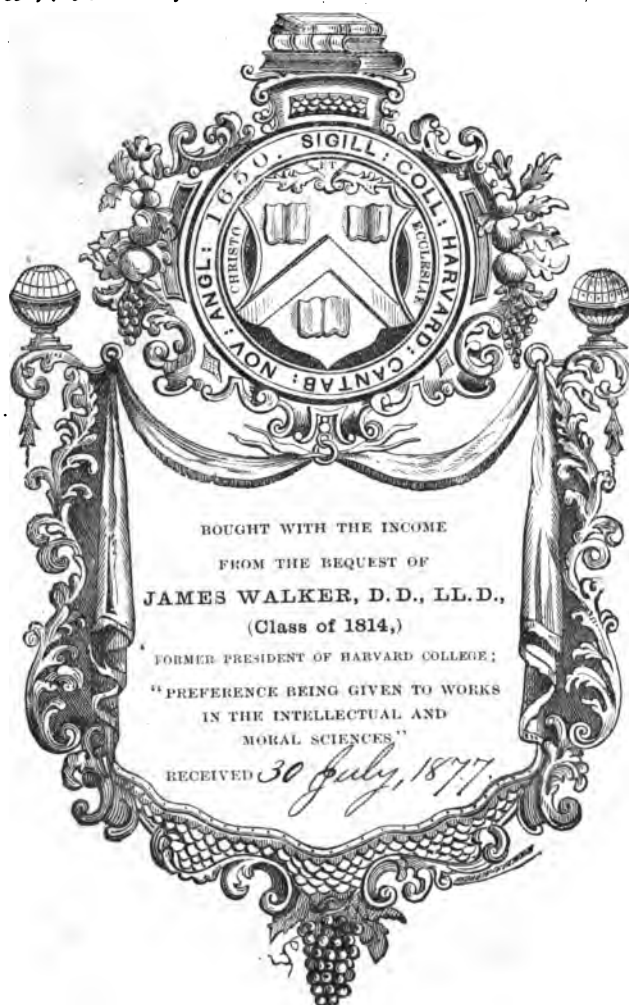 SIGILL: COLL: HARVARD: CANTAB: NOV: ANGL: 1650.
CHRISTO
ET
ECCLESIAE
BOUGHT WITH THE INCOME
FROM THE BEQUEST OF
JAMES WALKER, D.D., LL.D.,
(Class of 1814,)
FORMER PRESIDENT OF HARVARD COLLEGE;
"PREFERENCE BEING GIVEN TO WORKS
IN THE INTELLECTUAL AND
MORAL SCIENCES."
RECEIVED 30 July, 1877.